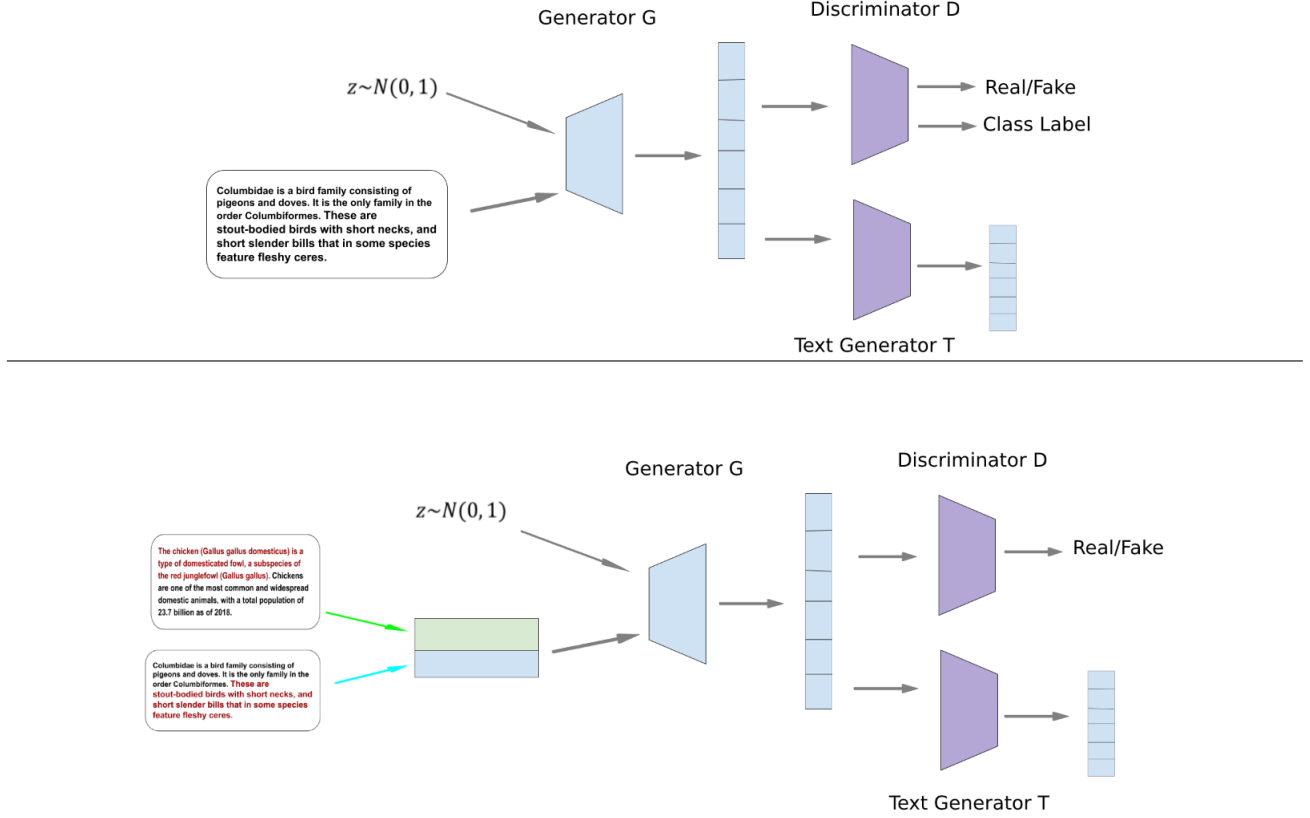 Generator G
Discriminator D
z~N(0,1)
Real/Fake
Class Label
Columbidae is a bird family consisting of
pigeons and doves. It is the only family in the
order Columbiformes. These are
stout-bodied birds with short necks, and
short slender bills that in some species
feature fleshy ceres.
Text Generator T
Generator G
Discriminator D
z~N(0,1)
Real/Fake
The chicken (Gallus gallus domesticus) is a
type of domesticated fowl, a subspecies of
the red junglefowl (Gallus gallus). Chickens
are one of the most common and widespread
domestic animals, with a total population of
23.7 billion as of 2018.
Columbidae is a bird family consisting of
pigeons and doves. It is the only family in the
order Columbiformes. These are
stout-bodied birds with short necks, and
short slender bills that in some species
feature fleshy ceres.
Text Generator T